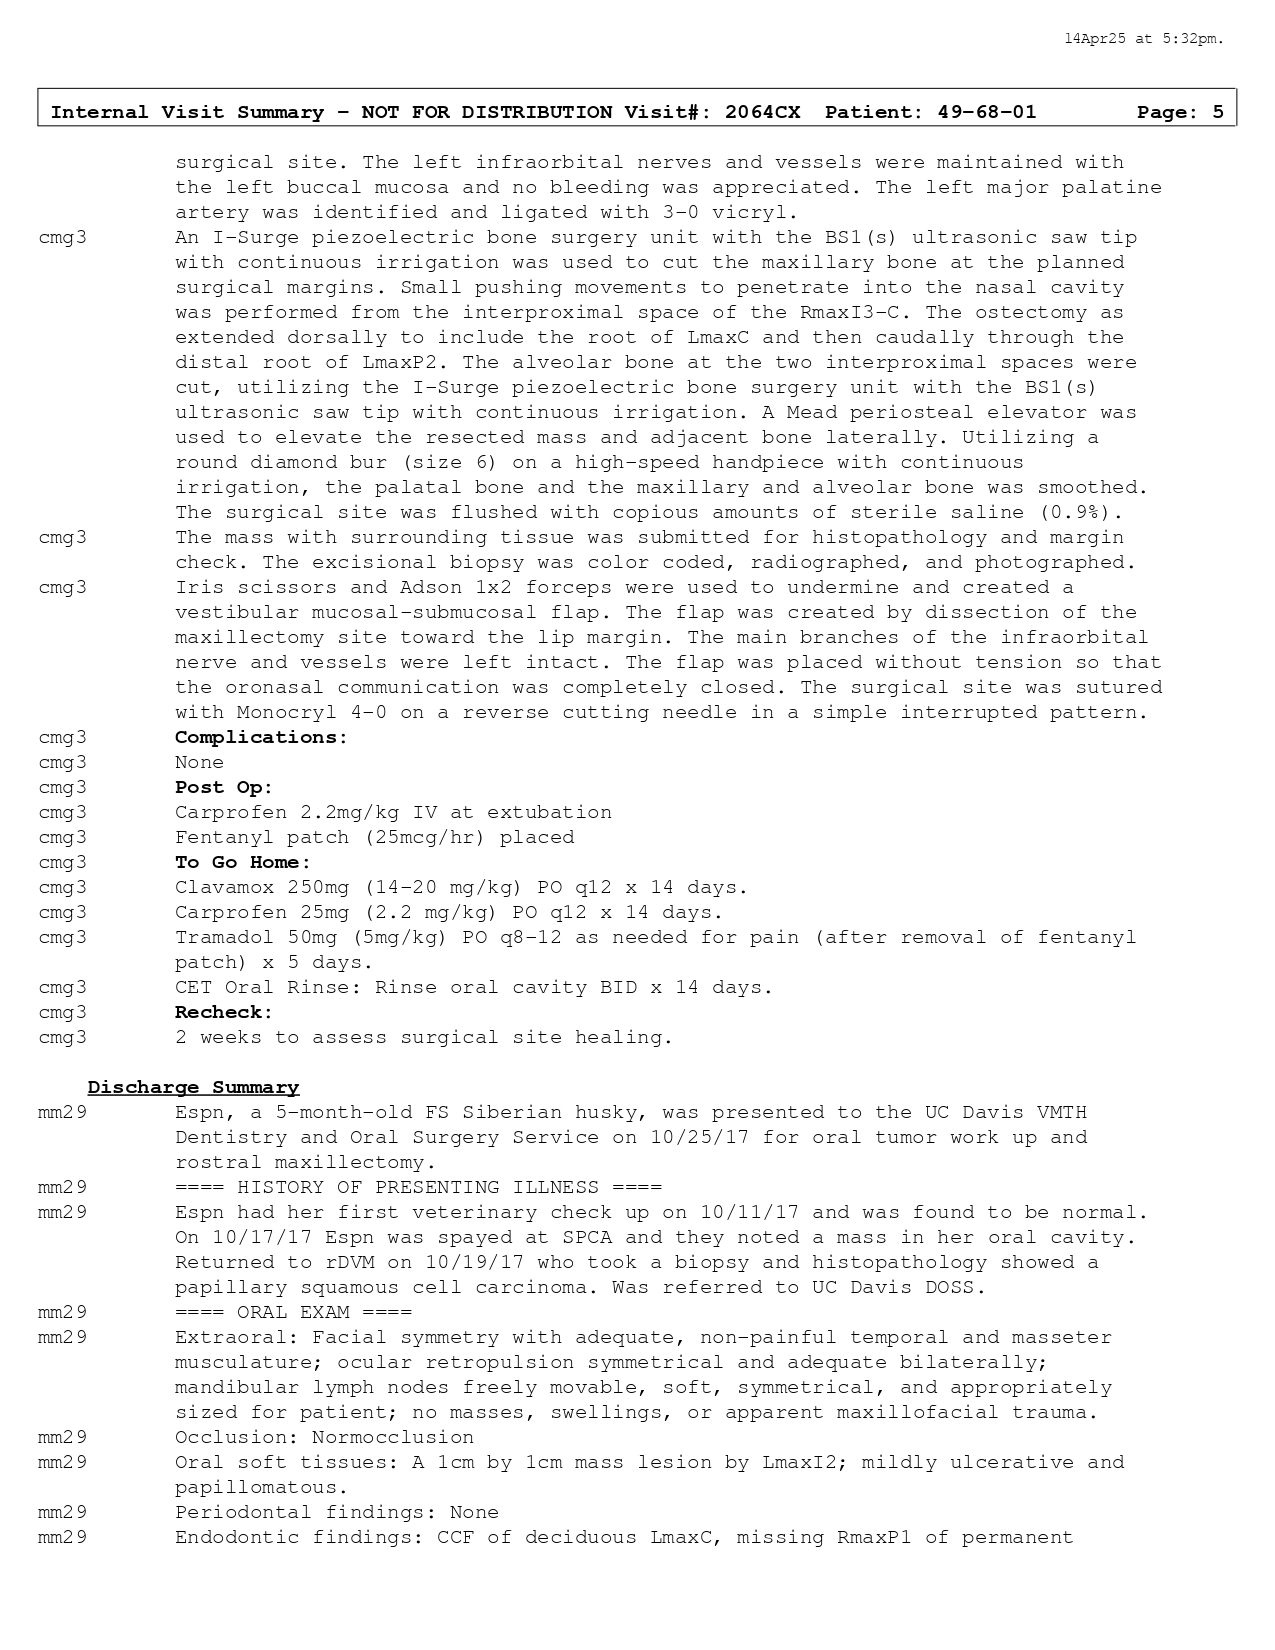 14Apr25 at 5:32pm.
Internal Visit Summary - NOT FOR DISTRIBUTION Visit#: 2064CX Patient: 49-68-01 Page: 5
surgical site. The left infraorbital nerves and vessels were maintained with
the left buccal mucosa and no bleeding was appreciated. The left major palatine
artery was identified and ligated with 3-0 vicryl.
cmg3 An I-Surge piezoelectric bone surgery unit with the BS1(s) ultrasonic saw tip
with continuous irrigation was used to cut the maxillary bone at the planned
surgical margins. Small pushing movements to penetrate into the nasal cavity
was performed from the interproximal space of the RmaxI3-C. The ostectomy as
extended dorsally to include the root of LmaxC and then caudally through the
distal root of LmaxP2. The alveolar bone at the two interproximal spaces were
cut, utilizing the I-Surge piezoelectric bone surgery unit with the BS1(s)
ultrasonic saw tip with continuous irrigation. A Mead periosteal elevator was
used to elevate the resected mass and adjacent bone laterally. Utilizing a
round diamond bur (size 6) on a high-speed handpiece with continuous
irrigation, the palatal bone and the maxillary and alveolar bone was smoothed.
The surgical site was flushed with copious amounts of sterile saline (0.9%).
cmg3 The mass with surrounding tissue was submitted for histopathology and margin
check. The excisional biopsy was color coded, radiographed, and photographed.
cmg3 Iris scissors and Adson 1x2 forceps were used to undermine and created a
vestibular mucosal-submucosal flap. The flap was created by dissection of the
maxillectomy site toward the lip margin. The main branches of the infraorbital
nerve and vessels were left intact. The flap was placed without tension so that
the oronasal communication was completely closed. The surgical site was sutured
with Monocryl 4-0 on a reverse cutting needle in a simple interrupted pattern.
cmg3 Complications:
cmg3 None
cmg3 Post Op:
cmg3 Carprofen 2.2mg/kg IV at extubation
cmg3 Fentanyl patch (25mcg/hr) placed
cmg3 To Go Home:
cmg3 Clavamox 250mg (14-20 mg/kg) PO q12 x 14 days.
cmg3 Carprofen 25mg (2.2 mg/kg) PO q12 x 14 days.
cmg3 Tramadol 50mg (5mg/kg) PO q8-12 as needed for pain (after removal of fentanyl
patch) x 5 days.
cmg3 CET Oral Rinse: Rinse oral cavity BID x 14 days.
cmg3 Recheck:
cmg3 2 weeks to assess surgical site healing.
Discharge Summary
mm29 Espn, a 5-month-old FS Siberian husky, was presented to the UC Davis VMTH
Dentistry and Oral Surgery Service on 10/25/17 for oral tumor work up and
rostral maxillectomy.
mm29 ==== HISTORY OF PRESENTING ILLNESS ====
mm29 Espn had her first veterinary check up on 10/11/17 and was found to be normal.
On 10/17/17 Espn was spayed at SPCA and they noted a mass in her oral cavity.
Returned to rDVM on 10/19/17 who took a biopsy and histopathology showed a
papillary squamous cell carcinoma. Was referred to UC Davis DOSS.
mm29 ==== ORAL EXAM ====
mm29 Extraoral: Facial symmetry with adequate, non-painful temporal and masseter
musculature; ocular retropulsion symmetrical and adequate bilaterally;
mandibular lymph nodes freely movable, soft, symmetrical, and appropriately
sized for patient; no masses, swellings, or apparent maxillofacial trauma.
mm29 Occlusion: Normocclusion
mm29 Oral soft tissues: A 1cm by 1cm mass lesion by LmaxI2; mildly ulcerative and
papillomatous.
mm29 Periodontal findings: None
mm29 Endodontic findings: CCF of deciduous LmaxC, missing RmaxP1 of permanent